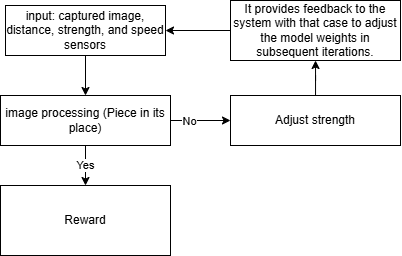 input: captured image,
distance, strength, and speed
sensors
It provides feedback to the
system with that case to adjust
the model weights in
subsequent iterations.
image processing (Piece in its
place)
No
Adjust strength
Yes
Reward